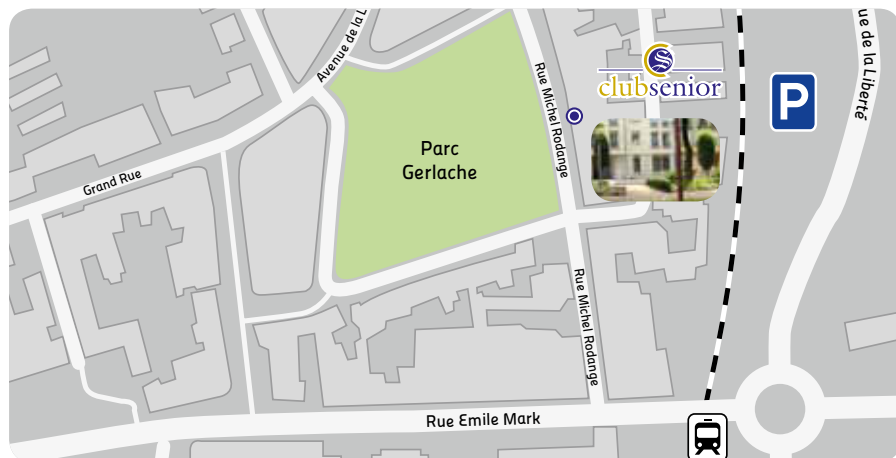 Avenue de la L
ue de la Liberté
Rue Michel Rodange
S
clubsenior
P
Parc
Gerlache
Grand Rue
Rue Michel Rodange
Rue Emile Mark